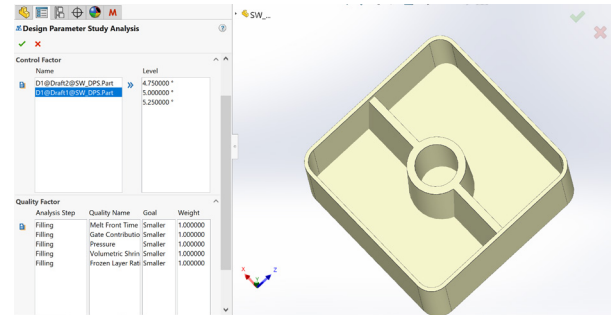 M
SW_...
Design Parameter Study Analysis
?
Control Factor
Name Level
D1@Draft2@SW_DPS.Part 4.750000 °
D1@Draft1@SW_DPS.Part 5.000000 °
5.250000 °
Quality Factor
Analysis Step Quality Name Goal Weight
Filling Melt Front Time Smaller 1.000000
Filling Gate Contributio Smaller 1.000000
Filling Pressure Smaller 1.000000
Filling Volumetric Shrin Smaller 1.000000
Filling Frozen Layer Rati Smaller 1.000000
X Y Z